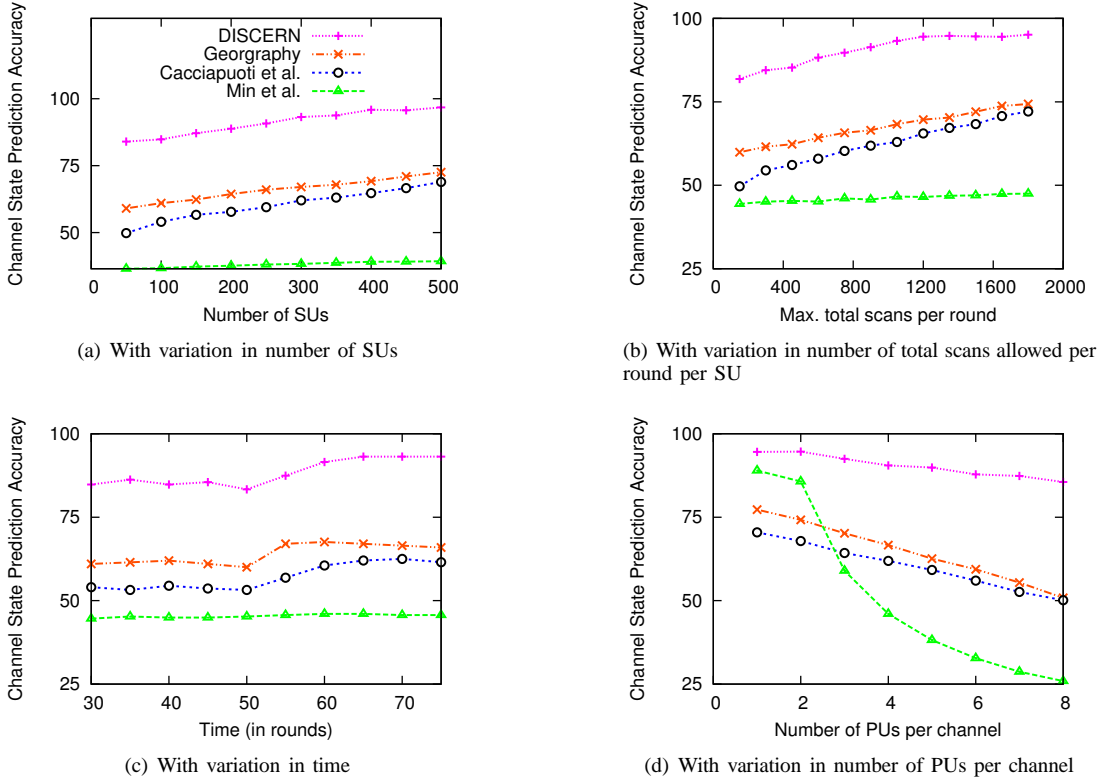 Channel State Prediction Accuracy
100
75
50
DISCERN
Georgraphy
Cacciapuoti et al.
Min et al.
0 100 200 300 400 500
Number of SUs
(a) With variation in number of SUs
Channel State Prediction Accuracy
100
75
50
25
0 400 800 1200 1600 2000
Max. total scans per round
(b) With variation in number of total scans allowed per
round per SU
Channel State Prediction Accuracy
100
75
50
25
30 40 50 60 70
Time (in rounds)
(c) With variation in time
Channel State Prediction Accuracy
100
75
50
25
0 2 4 6 8
Number of PUs per channel
(d) With variation in number of PUs per channel